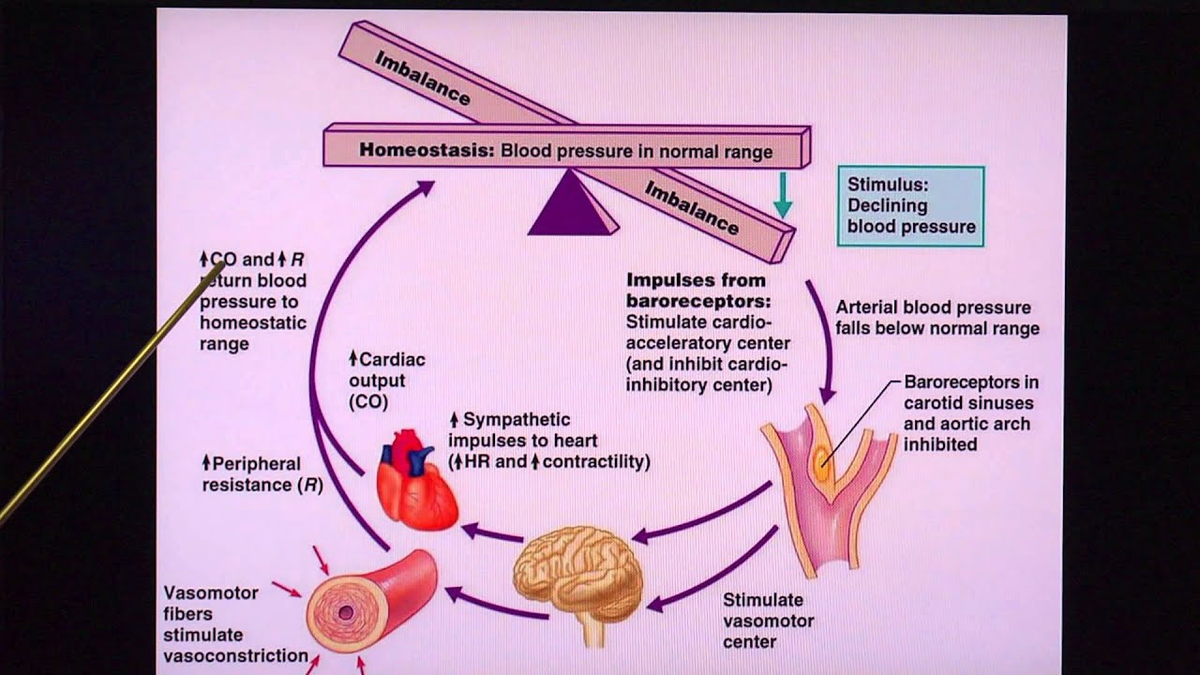 Imbalance
Homeostasis: Blood pressure in normal range
Imbalance
Stimulus:
Declining
blood pressure
Impulses from
baroreceptors:
Stimulate cardio-
acceleratory center
(and inhibit cardio-
inhibitory center)
Arterial blood pressure
falls below normal range
Baroreceptors in
carotid sinuses
and aortic arch
inhibited
Stimulate
vasomotor
center
↑ Sympathetic
impulses to heart
(↑HR and ↑contractility)
↑Cardiac
output
(CO)
Vasomotor
fibers
stimulate
vasoconstriction
↑Peripheral
resistance (R)
↑CO and ↑R
return blood
pressure to
homeostatic
range